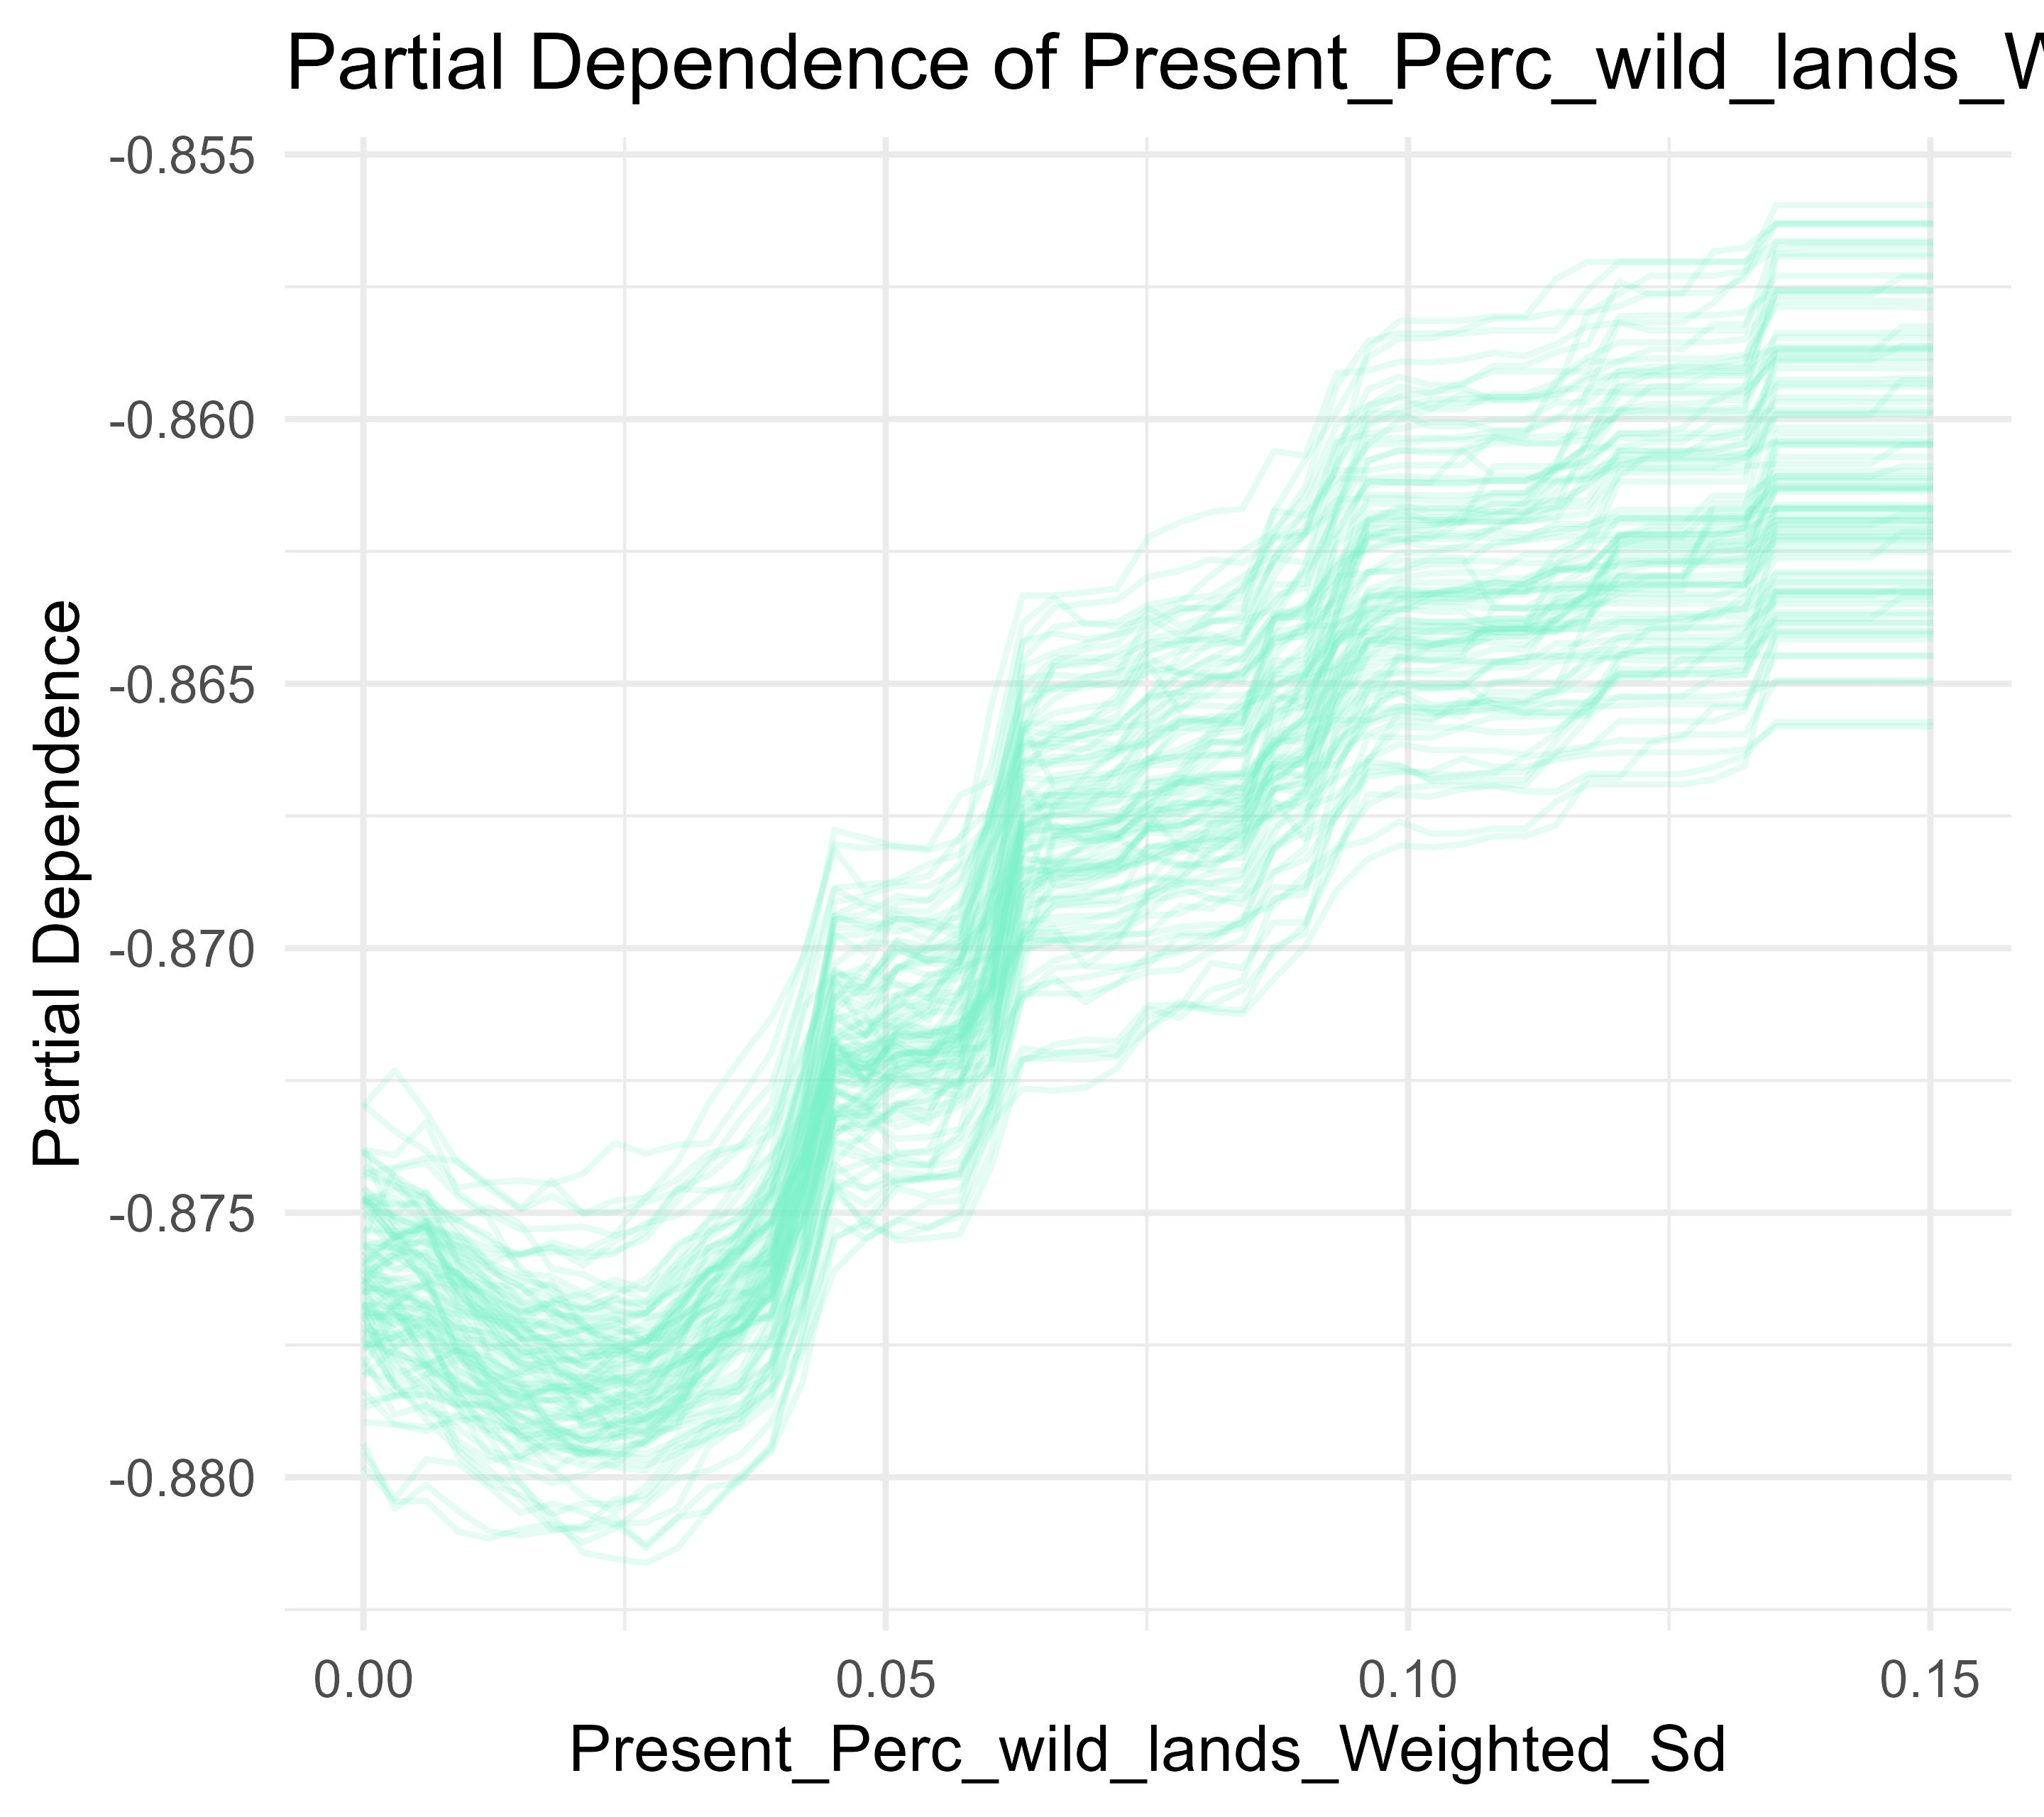 Partial Dependence of Present_Perc_wild_lands_W
-0.855
-0.860
-0.865
-0.870
-0.875
-0.880
Partial Dependence
0.00 0.05 0.10 0.15
Present_Perc_wild_lands_Weighted_Sd